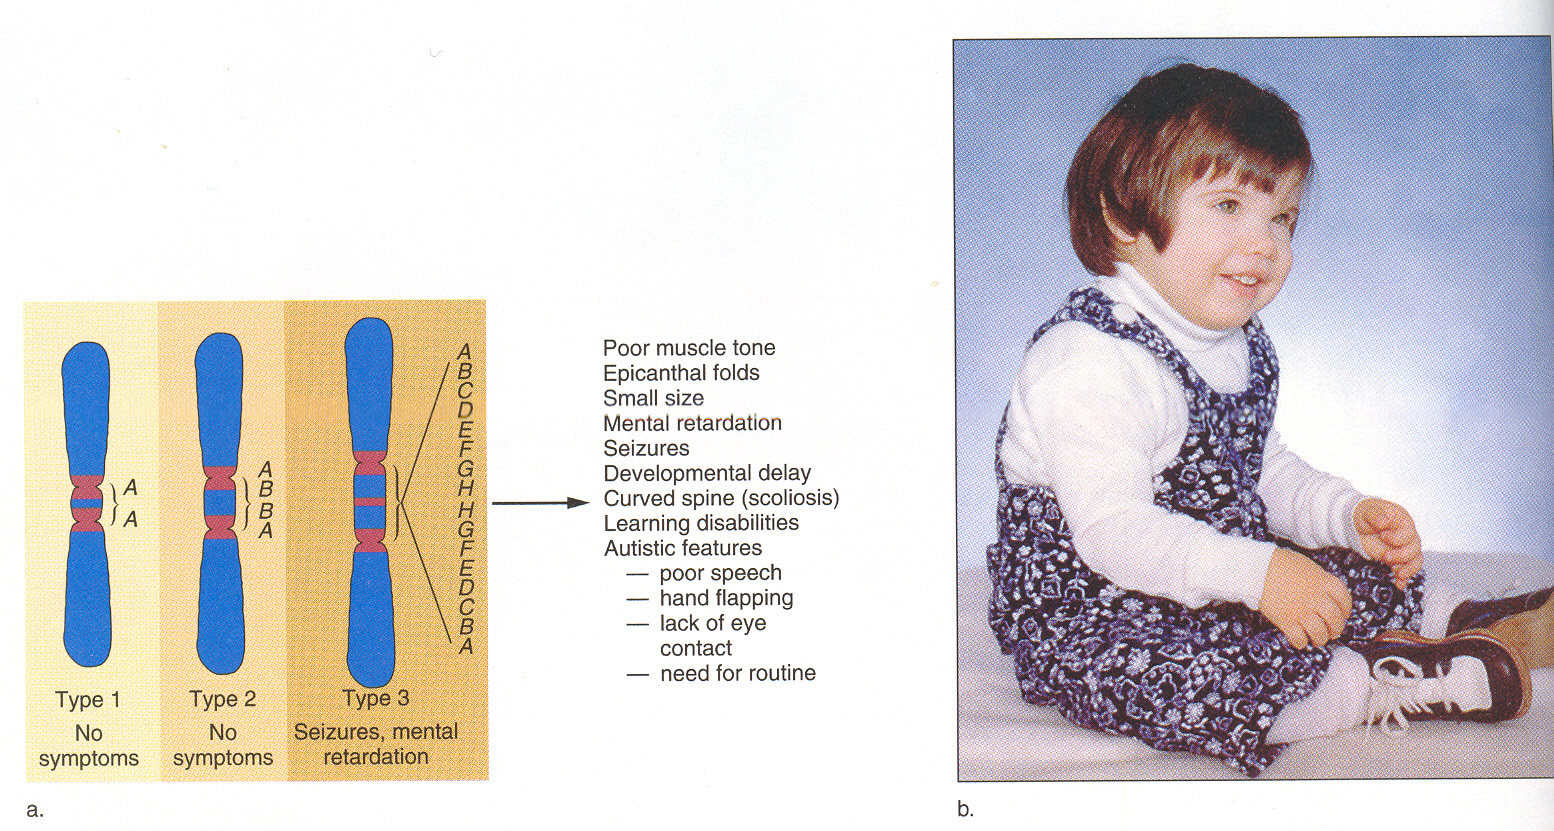 A
A
Type 1
No
symptoms
A
B
B
A
Type 2
No
symptoms
A
B
C
D
E
F
G
H
H
G
F
E
D
C
B
A
Type 3
Seizures, mental
retardation
Poor muscle tone
Epicanthal folds
Small size
Mental retardation
Seizures
Developmental delay
Curved spine (scoliosis)
Learning disabilities
Autistic features
— poor speech
— hand flapping
— lack of eye
contact
— need for routine
a.
b.